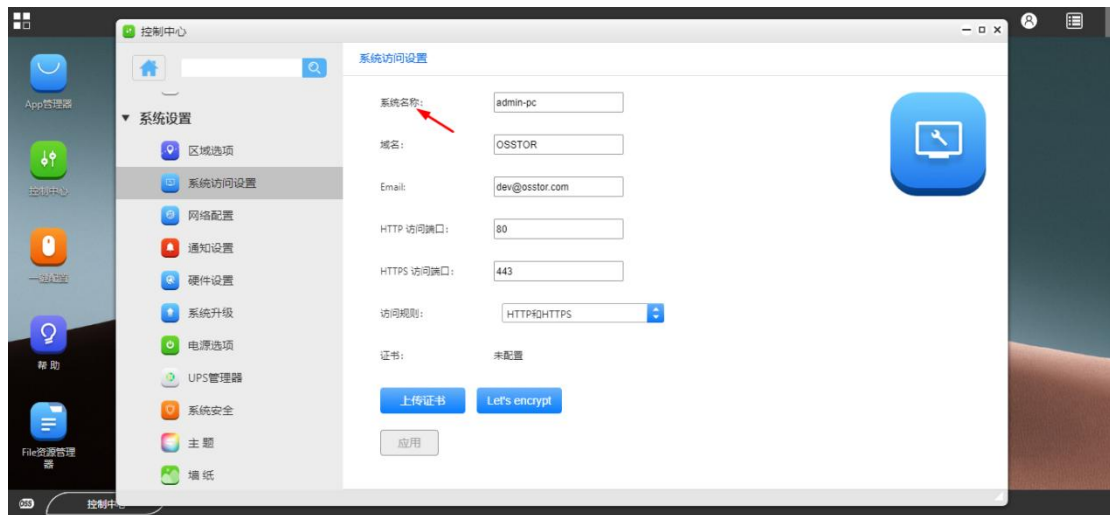 控制中心
App管理器
控制中心
一键配置
帮 助
File资源管理
器
系统设置
区域选项
系统访问设置
网络配置
通知设置
硬件设置
系统升级
电源选项
UPS管理器
系统安全
主 题
墙 纸
系统访问设置
系统名称:
admin-pc
域名:
OSSTOR
Email:
dev@osstor.com
HTTP 访问端口:
80
HTTPS 访问端口:
443
访问规则:
HTTP和HTTPS
证书:
未配置
上传证书
Let's encrypt
应用
OSS
控制中心